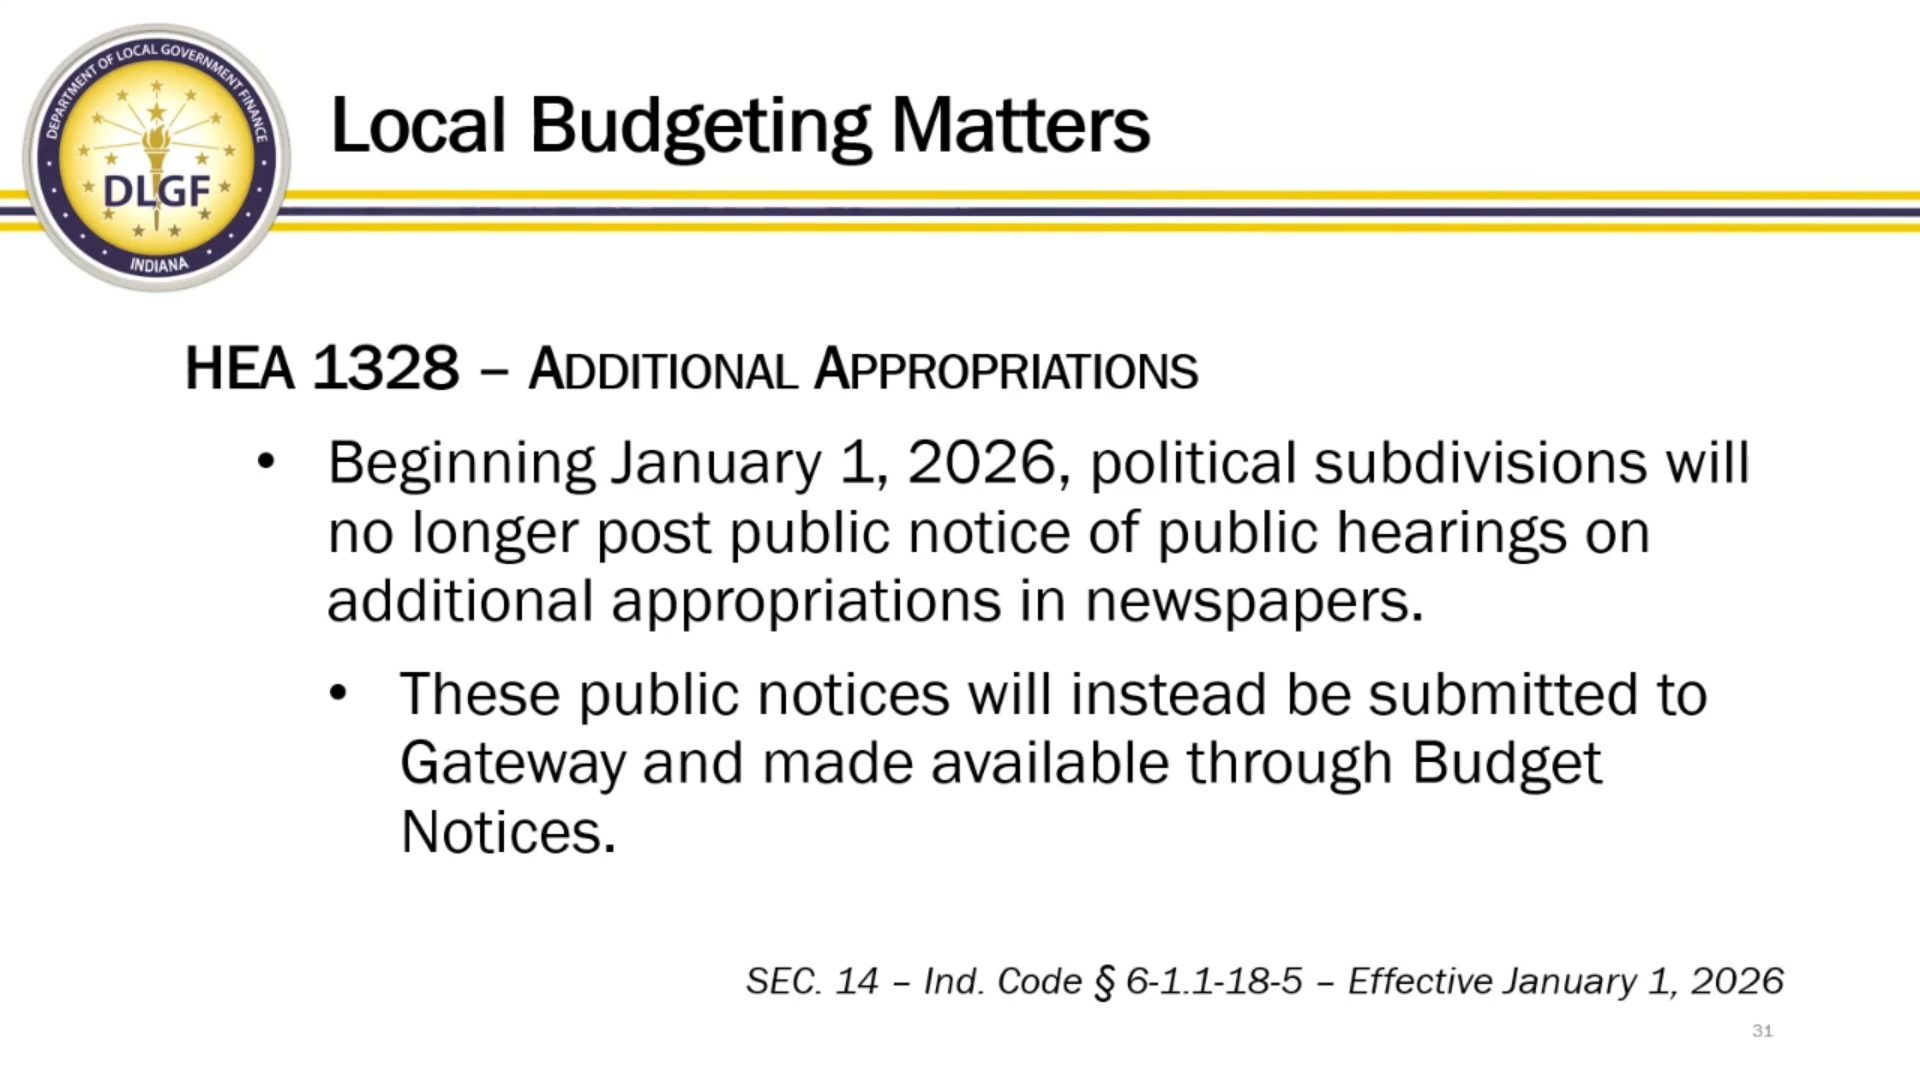 DEPARTMENT OF LOCAL GOVERNMENT FINANCE
DLGF
INDIANA
Local Budgeting Matters
HEA 1328 – ADDITIONAL APPROPRIATIONS
• Beginning January 1, 2026, political subdivisions will
no longer post public notice of public hearings on
additional appropriations in newspapers.
• These public notices will instead be submitted to
Gateway and made available through Budget
Notices.
SEC. 14 – Ind. Code § 6-1.1-18-5 – Effective January 1, 2026
31